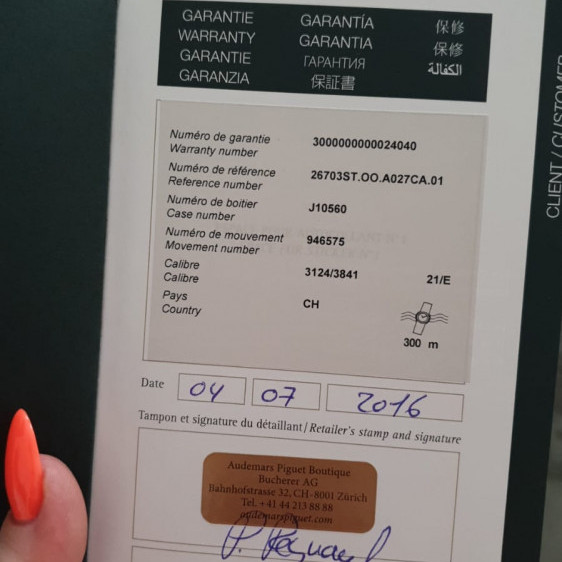 GARANTIE GARANTÍA 保修
WARRANTY GARANTIA 保修
GARANTIE ГАРАНТИЯ الكفالة
GARANZIA 保証書
CLIENT / CUSTOMER
Numéro de garantie
Warranty number 3000000000024040
Numéro de référence
Reference number 26703ST.OO.A027CA.01
Numéro de boitier
Case number J10560
Numéro de mouvement
Movement number 946575
Calibre
Calibre 3124/3841 21/E
Pays
Country CH
300 m
Date 04 07 2016
Tampon et signature du détaillant / Retailer's stamp and signature
Audemars Piguet Boutique
Bucherer AG
Bahnhofstrasse 32, CH-8001 Zürich
Tel. +41 44 213 88 88
audemarspiguet.com